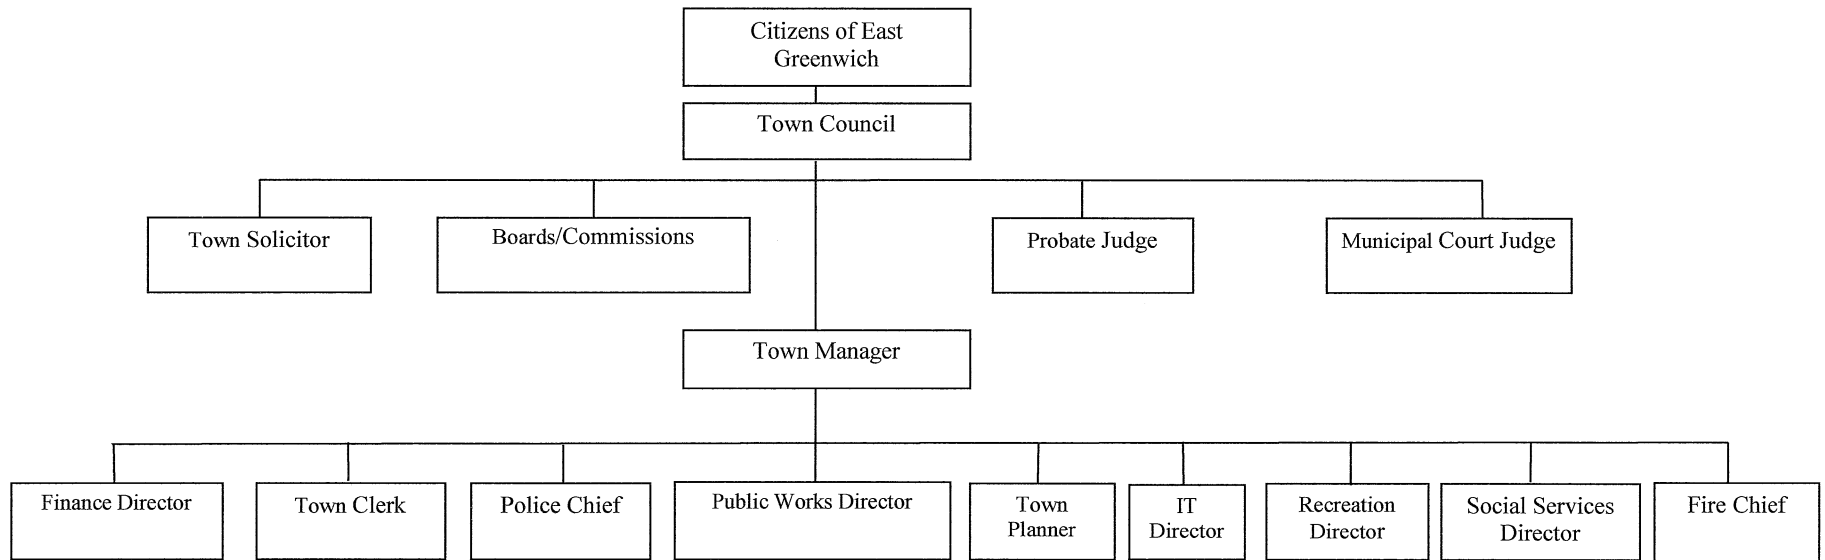 Citizens of East
Greenwich
Town Council
Town Solicitor
Boards/Commissions
Probate Judge
Municipal Court Judge
Town Manager
Finance Director
Town Clerk
Police Chief
Public Works Director
Town
Planner
IT
Director
Recreation
Director
Social Services
Director
Fire Chief